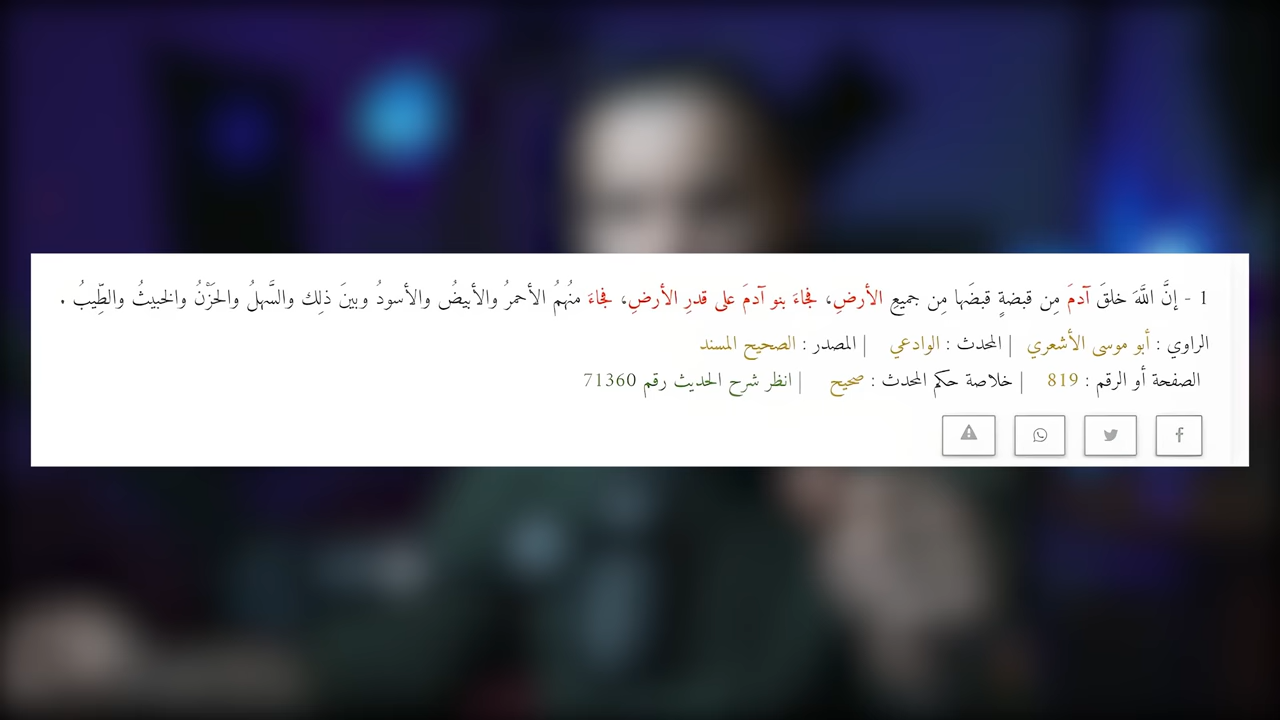 1 - إنَّ اللَّهَ خلقَ آدمَ مِن قبضةٍ قبضَها مِن جميعِ الأرضِ، فجاءَ بنو آدمَ على قدرِ الأرضِ، فجاءَ منُهمُ الأحمرُ والأبيضُ والأسودُ وبينَ ذلِك والسَّهلُ والحَزْنُ والخبيثُ والطِّيبُ .
الراوي : أبو موسى الأشعري | المحدث : الوادعي | المصدر : الصحيح المسند
الصفحة أو الرقم : 819 | خلاصة حكم المحدث : صحيح | انظر شرح الحديث رقم 71360